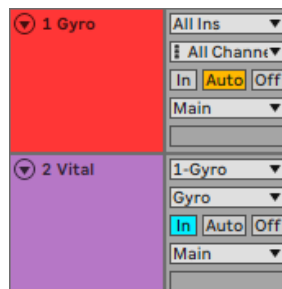 1 Gyro
All Ins
All Channe
In Auto Off
Main
2 Vital
1-Gyro
Gyro
In Auto Off
Main